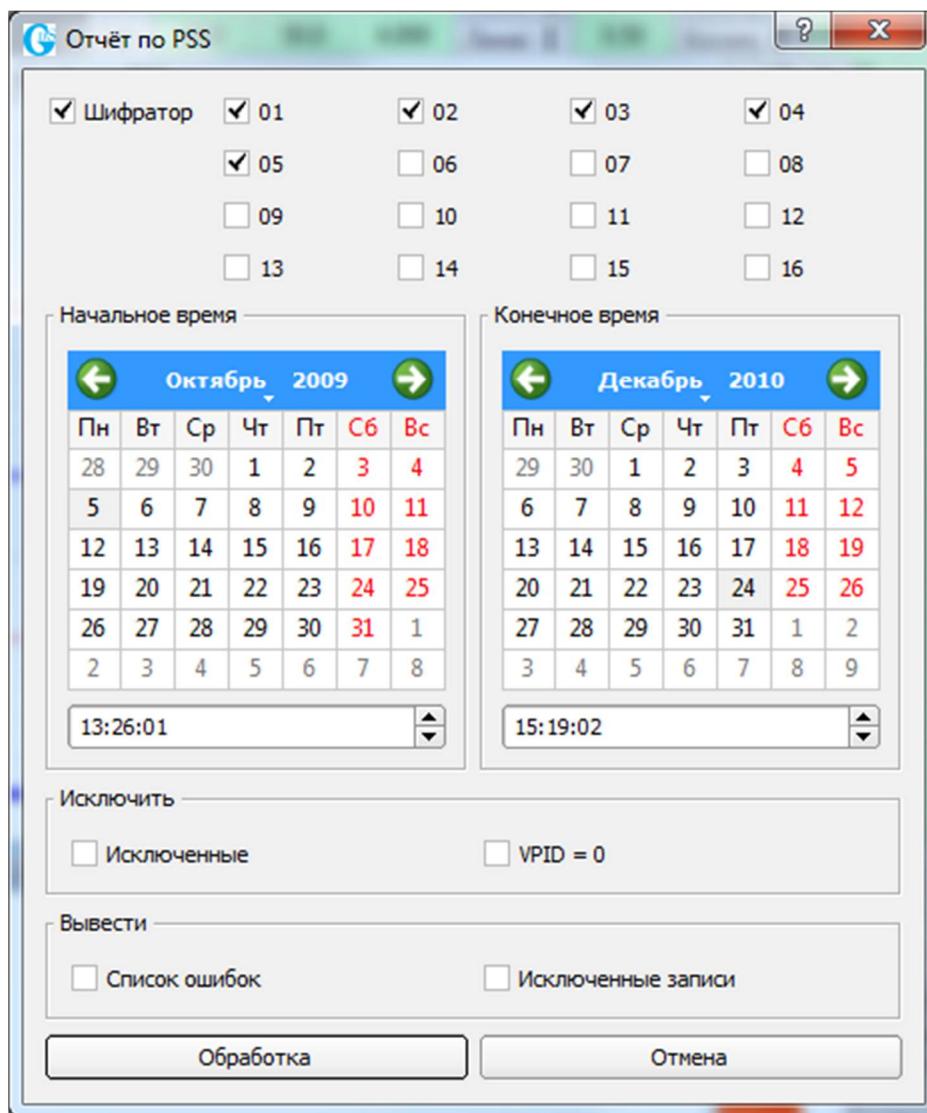 Отчёт по PSS
Шифратор 01 02 03 04
05 06 07 08
09 10 11 12
13 14 15 16
Начальное время
Октябрь 2009
Пн Вт Ср Чт Пт Сб Вс
28 29 30 1 2 3 4
5 6 7 8 9 10 11
12 13 14 15 16 17 18
19 20 21 22 23 24 25
26 27 28 29 30 31 1
2 3 4 5 6 7 8
13:26:01
Конечное время
Декабрь 2010
Пн Вт Ср Чт Пт Сб Вс
29 30 1 2 3 4 5
6 7 8 9 10 11 12
13 14 15 16 17 18 19
20 21 22 23 24 25 26
27 28 29 30 31 1 2
3 4 5 6 7 8 9
15:19:02
Исключить
Исключенные VPID = 0
Вывести
Список ошибок Исключенные записи
Обработка Отмена